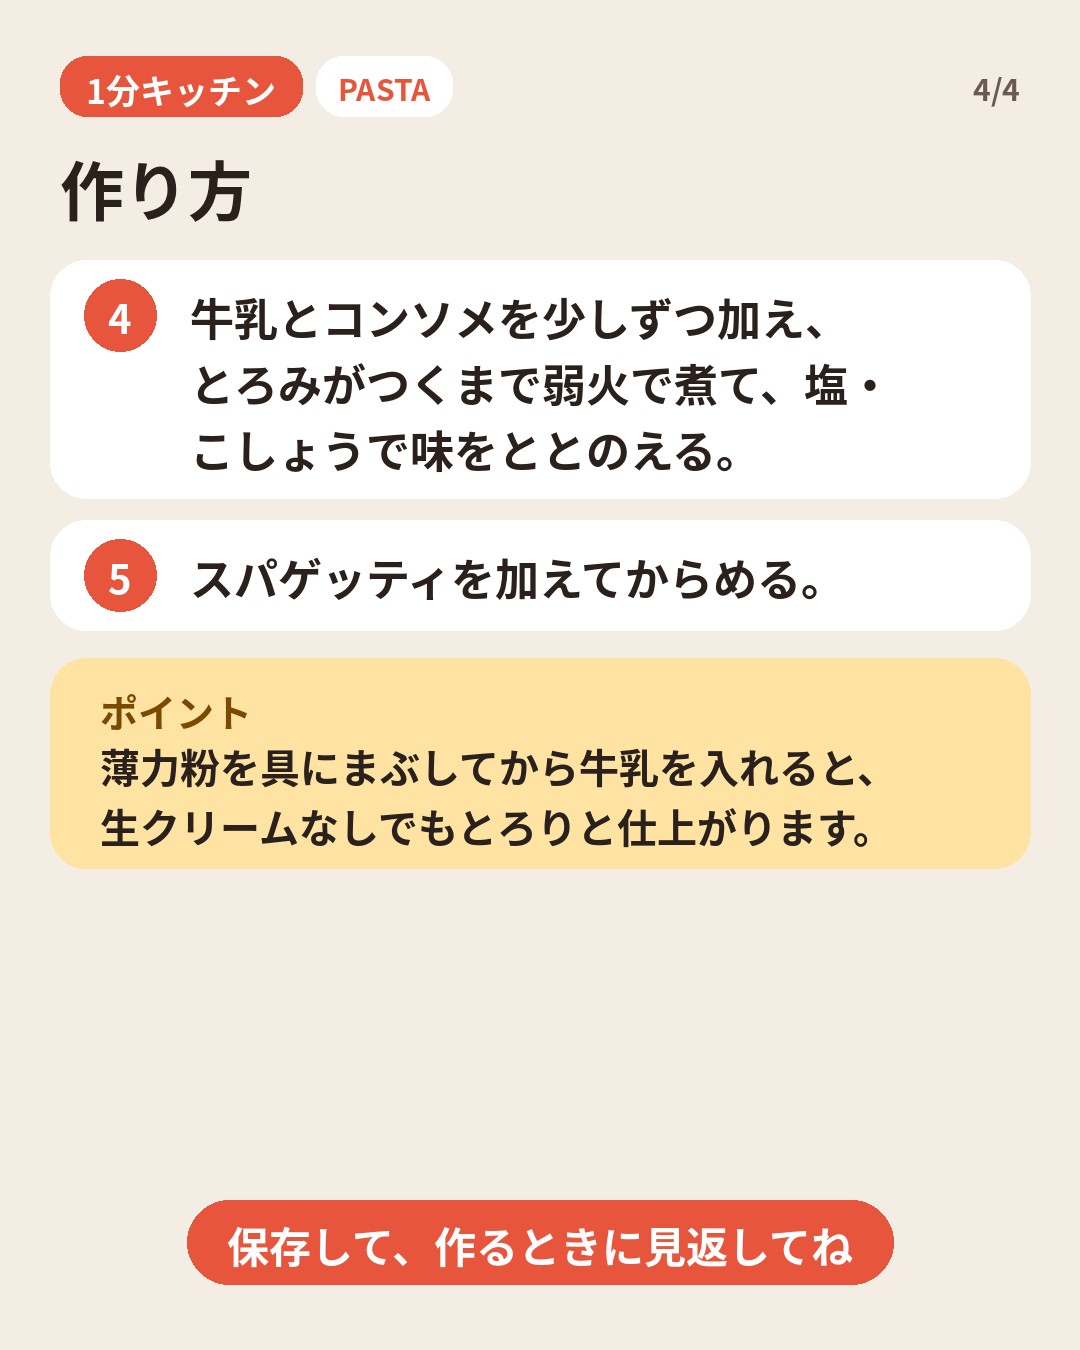 1分キッチン PASTA 4/4
作り方
4 牛乳とコンソメを少しずつ加え、
とろみがつくまで弱火で煮て、塩・
こしょうで味をととのえる。
5 スパゲッティを加えてからめる。
ポイント
薄力粉を具にまぶしてから牛乳を入れると、
生クリームなしでもとろりと仕上がります。
保存して、作るときに見返してね